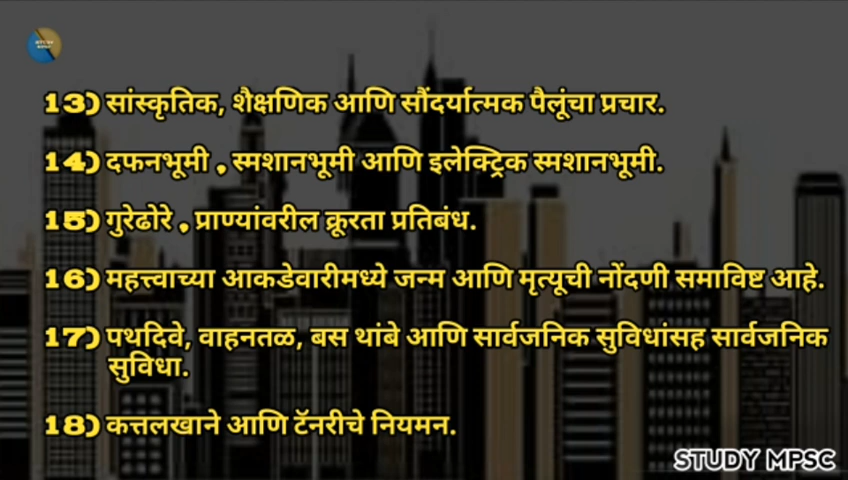 13) सांस्कृतिक, शैक्षणिक आणि सौंदर्यात्मक पैलूंचा प्रचार.
14) दफनभूमी , स्मशानभूमी आणि इलेक्ट्रिक स्मशानभूमी.
15) गुरेढोरे , प्राण्यांवरील क्रूरता प्रतिबंध.
16) महत्त्वाच्या आकडेवारीमध्ये जन्म आणि मृत्यूची नोंदणी समाविष्ट आहे.
17) पथदिवे, वाहनतळ, बस थांबे आणि सार्वजनिक सुविधांसह सार्वजनिक
सुविधा.
18) कत्तलखाने आणि टॅनरीचे नियमन.
STUDY MPSC